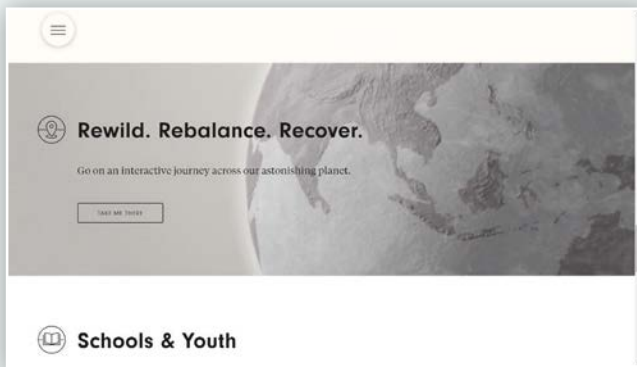 Rewild. Rebalance. Recover.
Go on an interactive journey across our astonishing planet.
TAKE ME THERE
Schools & Youth